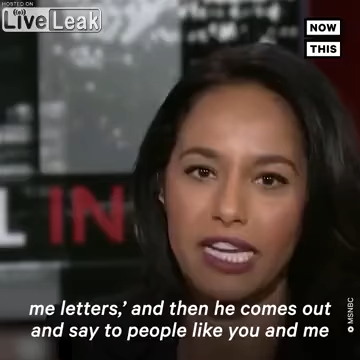 HOSTED ON
LiveLeak
NOW
THIS
L IN
me letters,' and then he comes out
and say to people like you and me
© MSNBC